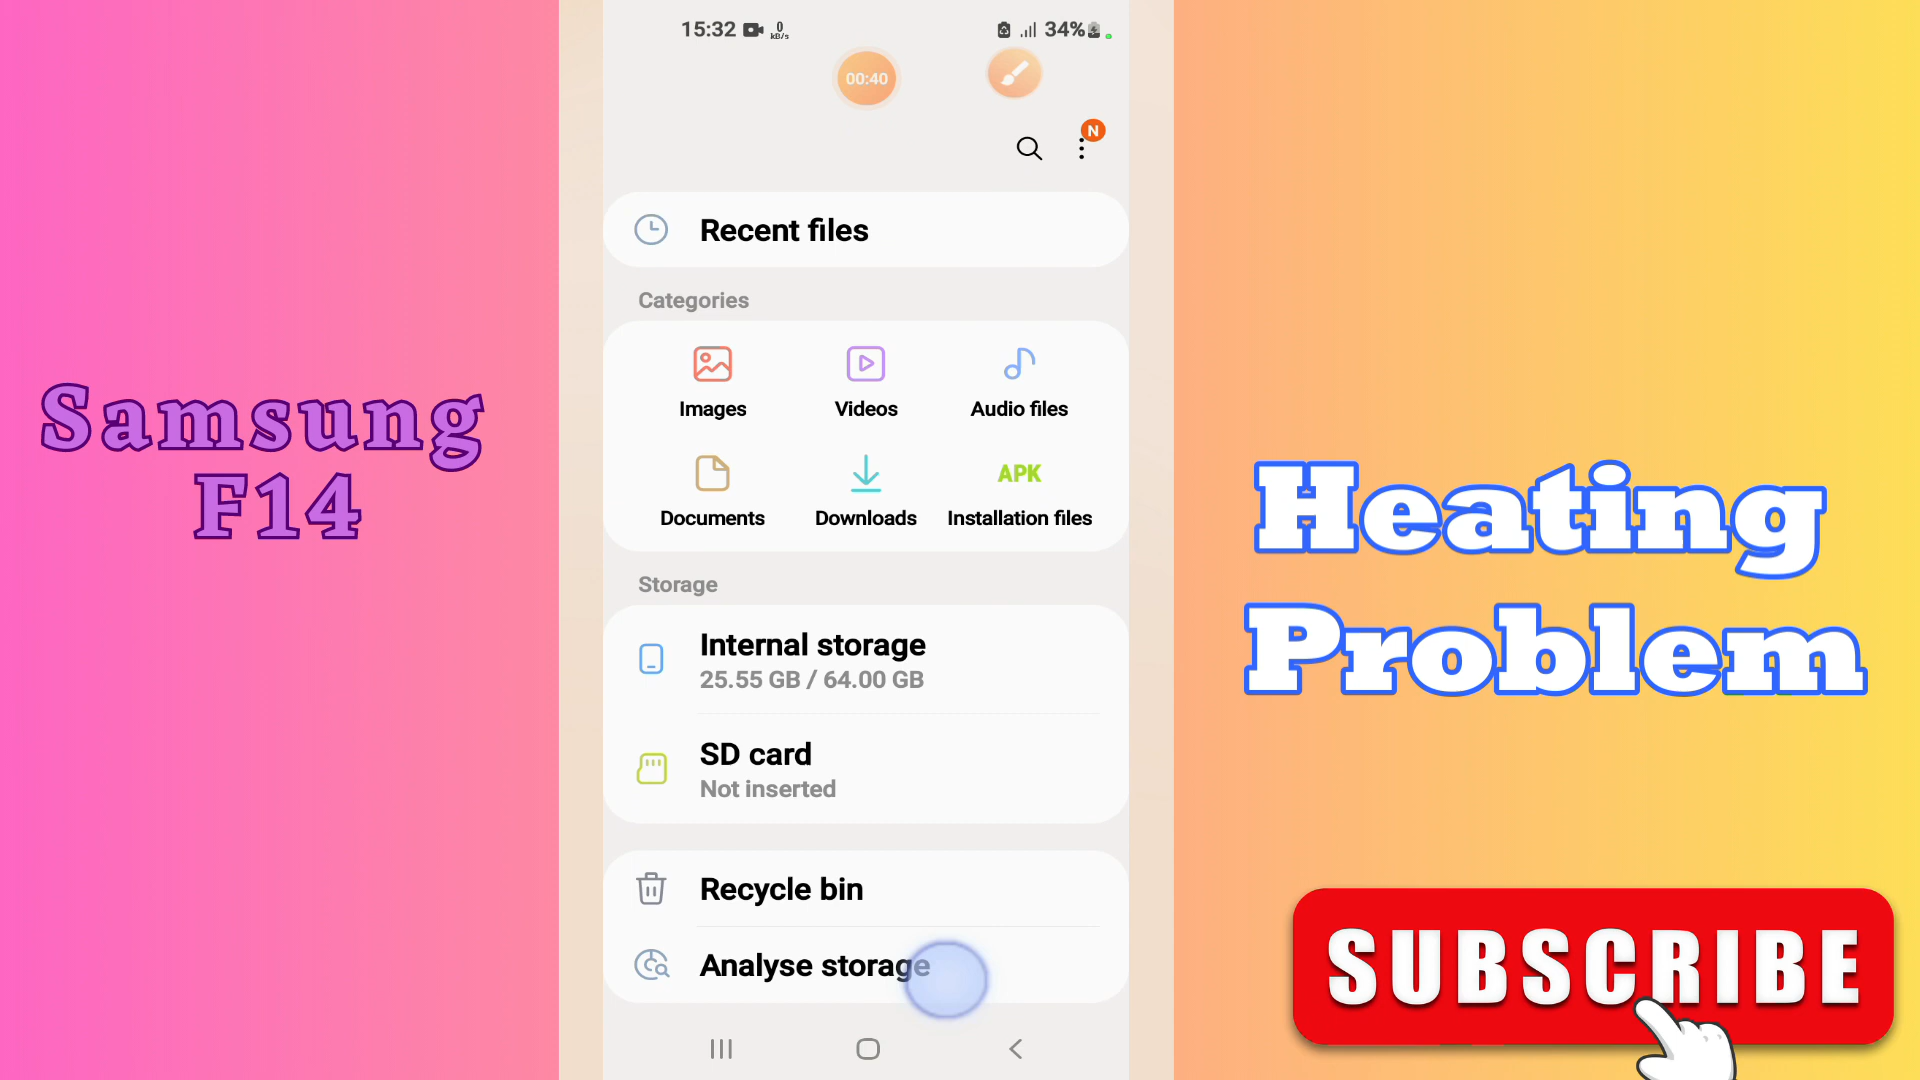 Samsung
F14
15:32
0
kB/s
34%
00:40
N
Recent files
Categories
Images
Videos
Audio files
Documents
Downloads
APK
Installation files
Storage
Internal storage
25.55 GB / 64.00 GB
SD card
Not inserted
Recycle bin
Analyse storage
Heating
Problem
SUBSCRIBE